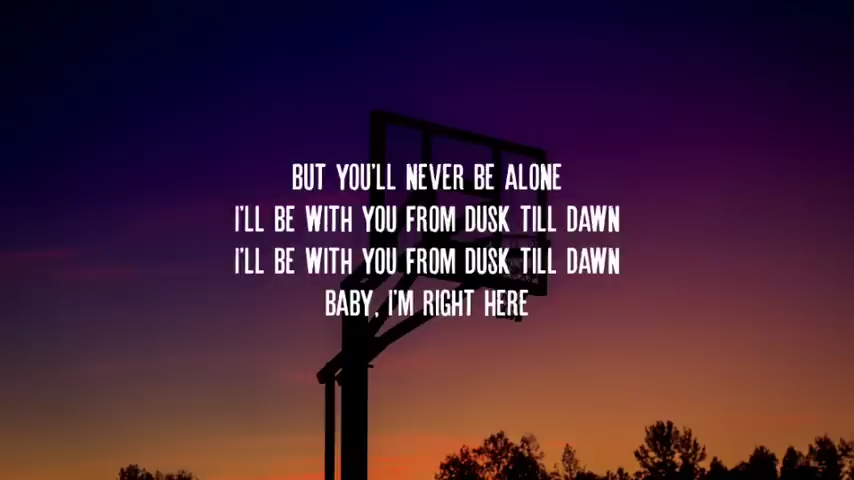 BUT YOU'LL NEVER BE ALONE
I'LL BE WITH YOU FROM DUSK TILL DAWN
I'LL BE WITH YOU FROM DUSK TILL DAWN
BABY, I'M RIGHT HERE